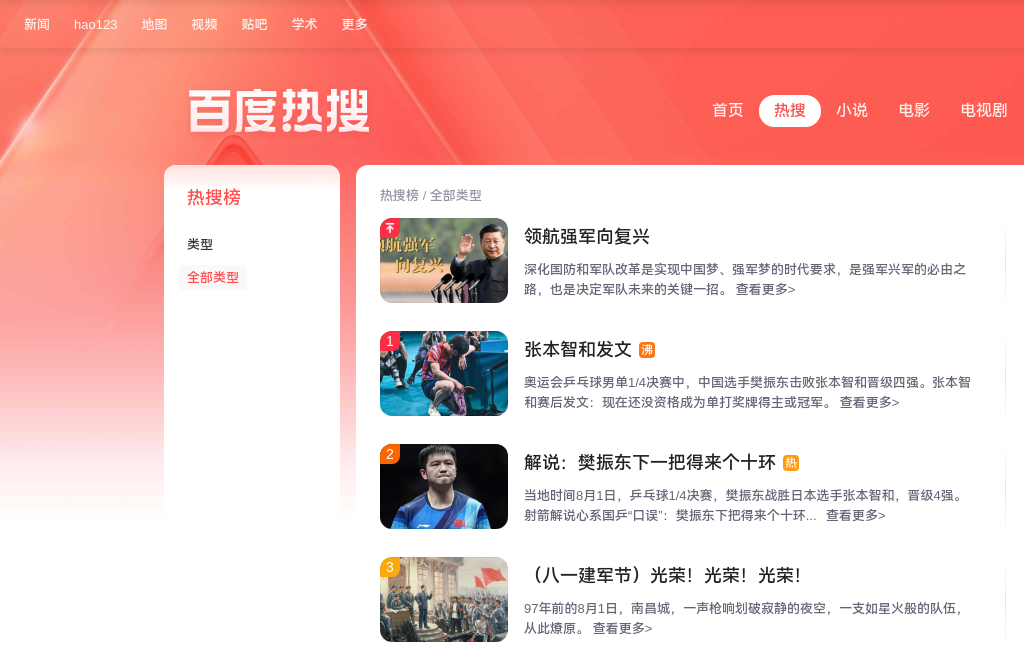 新闻 hao123 地图 视频 贴吧 学术 更多
百度热搜
首页 热搜 小说 电影 电视剧
热搜榜
类型
全部类型
热搜榜 / 全部类型
领航强军
向复兴
领航强军向复兴
深化国防和军队改革是实现中国梦、强军梦的时代要求，是强军兴军的必由之
路，也是决定军队未来的关键一招。 查看更多>
1
张本智和发文 沸
奥运会乒乓球男单1/4决赛中，中国选手樊振东击败张本智和晋级四强。张本智
和赛后发文：现在还没资格成为单打奖牌得主或冠军。 查看更多>
2
解说：樊振东下一把得来个十环 热
当地时间8月1日，乒乓球1/4决赛，樊振东战胜日本选手张本智和，晋级4强。
射箭解说心系国乒“口误”：樊振东下把得来个十环... 查看更多>
3
（八一建军节）光荣！光荣！光荣！
97年前的8月1日，南昌城，一声枪响划破寂静的夜空，一支如星火般的队伍，
从此燎原。 查看更多>